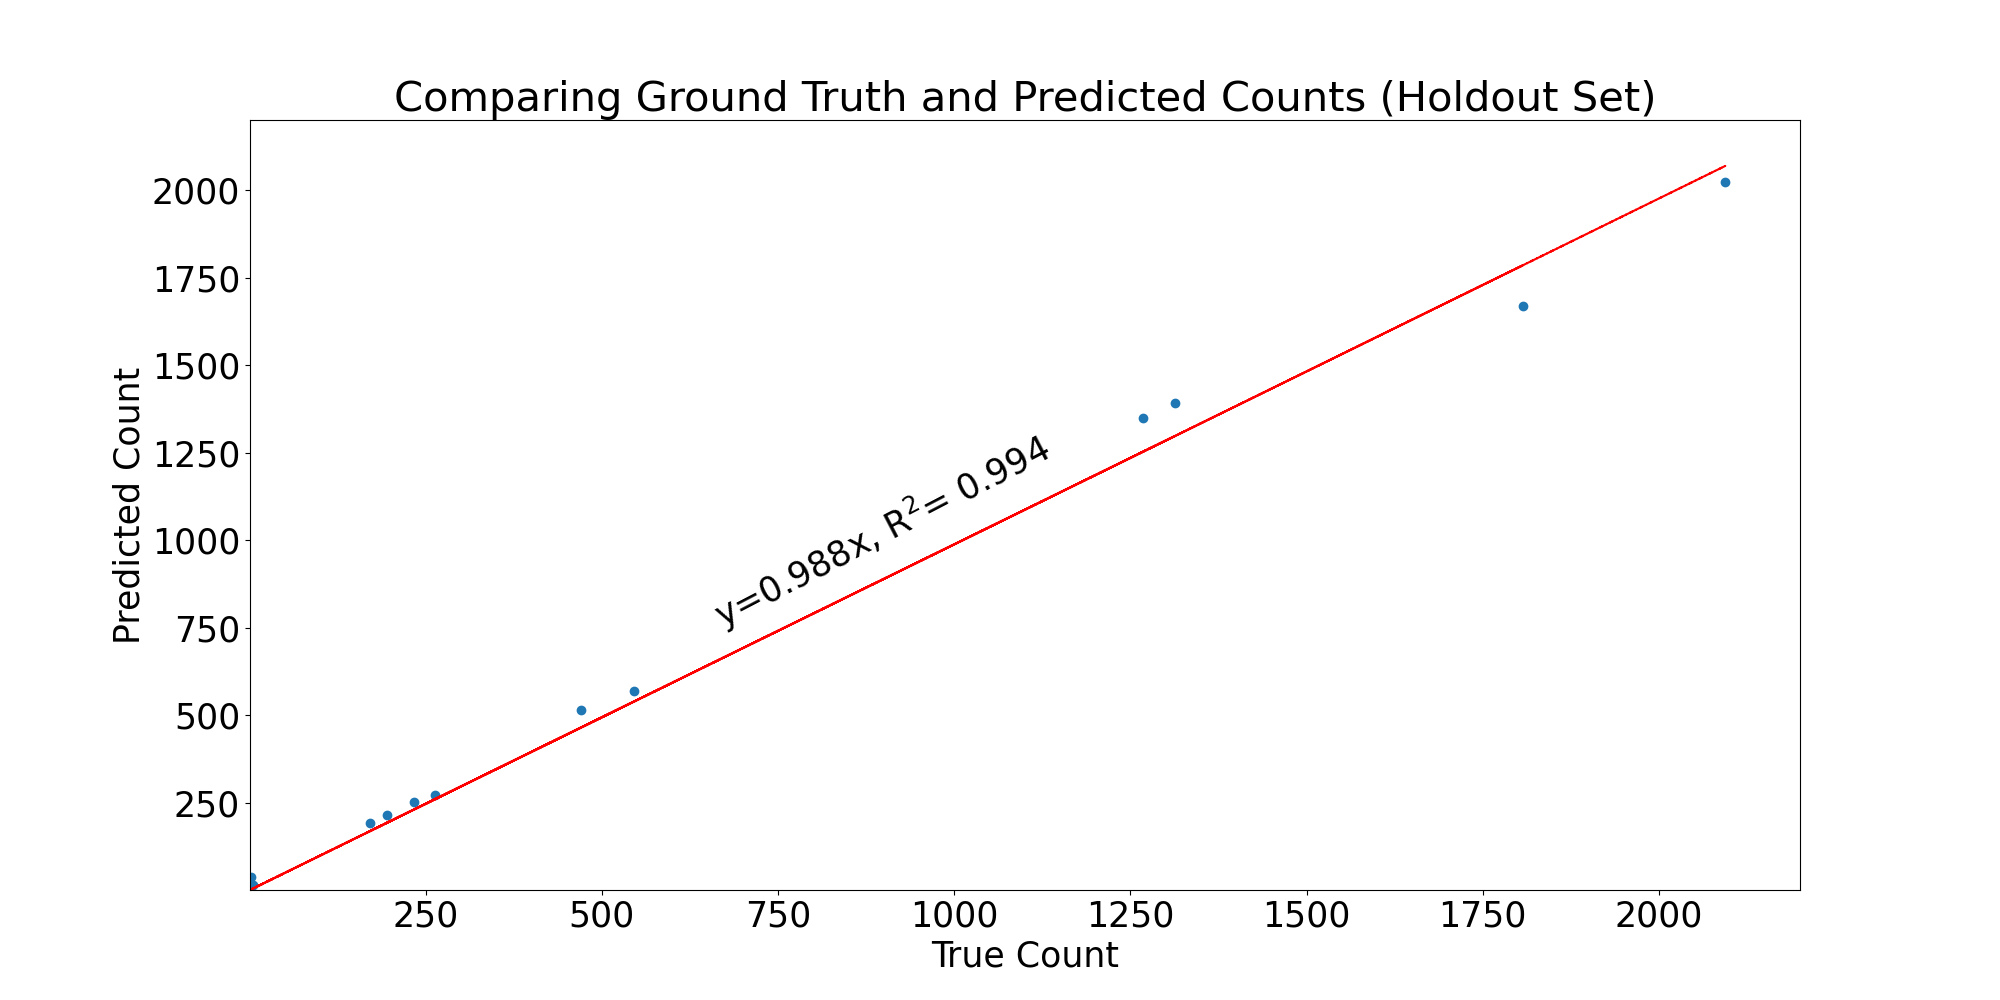 Comparing Ground Truth and Predicted Counts (Holdout Set)
2000
1750
1500
1250
1000
750
500
250
Predicted Count
y=0.988x, R²= 0.994
250 500 750 1000 1250 1500 1750 2000
True Count